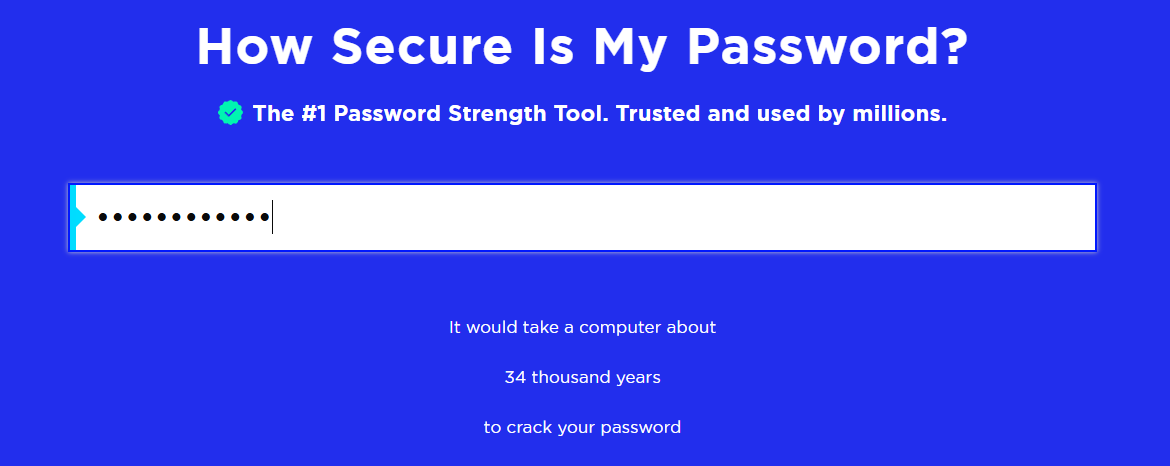 How Secure Is My Password?
The #1 Password Strength Tool. Trusted and used by millions.
••••••••••••
It would take a computer about
34 thousand years
to crack your password